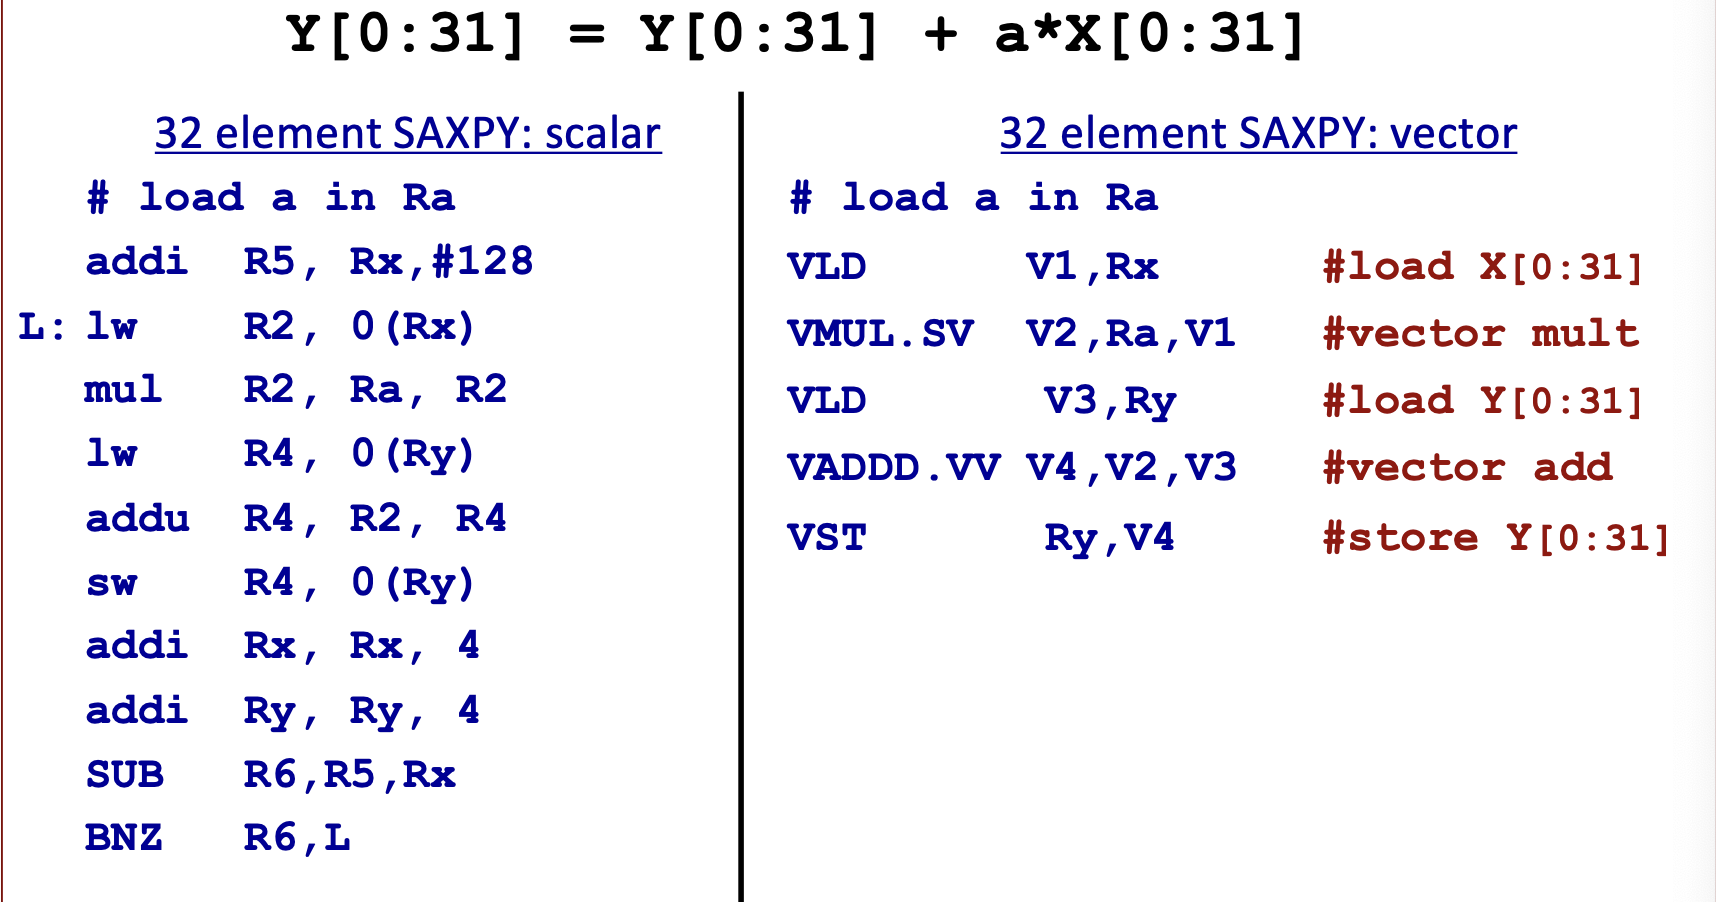 Y[0:31] = Y[0:31] + a*X[0:31]
32 element SAXPY: scalar
# load a in Ra
addi R5, Rx,#128
L: lw R2, 0(Rx)
mul R2, Ra, R2
lw R4, 0(Ry)
addu R4, R2, R4
sw R4, 0(Ry)
addi Rx, Rx, 4
addi Ry, Ry, 4
SUB R6,R5,Rx
BNZ R6,L
32 element SAXPY: vector
# load a in Ra
VLD V1,Rx #load X[0:31]
VMUL.SV V2,Ra,V1 #vector mult
VLD V3,Ry #load Y[0:31]
VADDD.VV V4,V2,V3 #vector add
VST Ry,V4 #store Y[0:31]